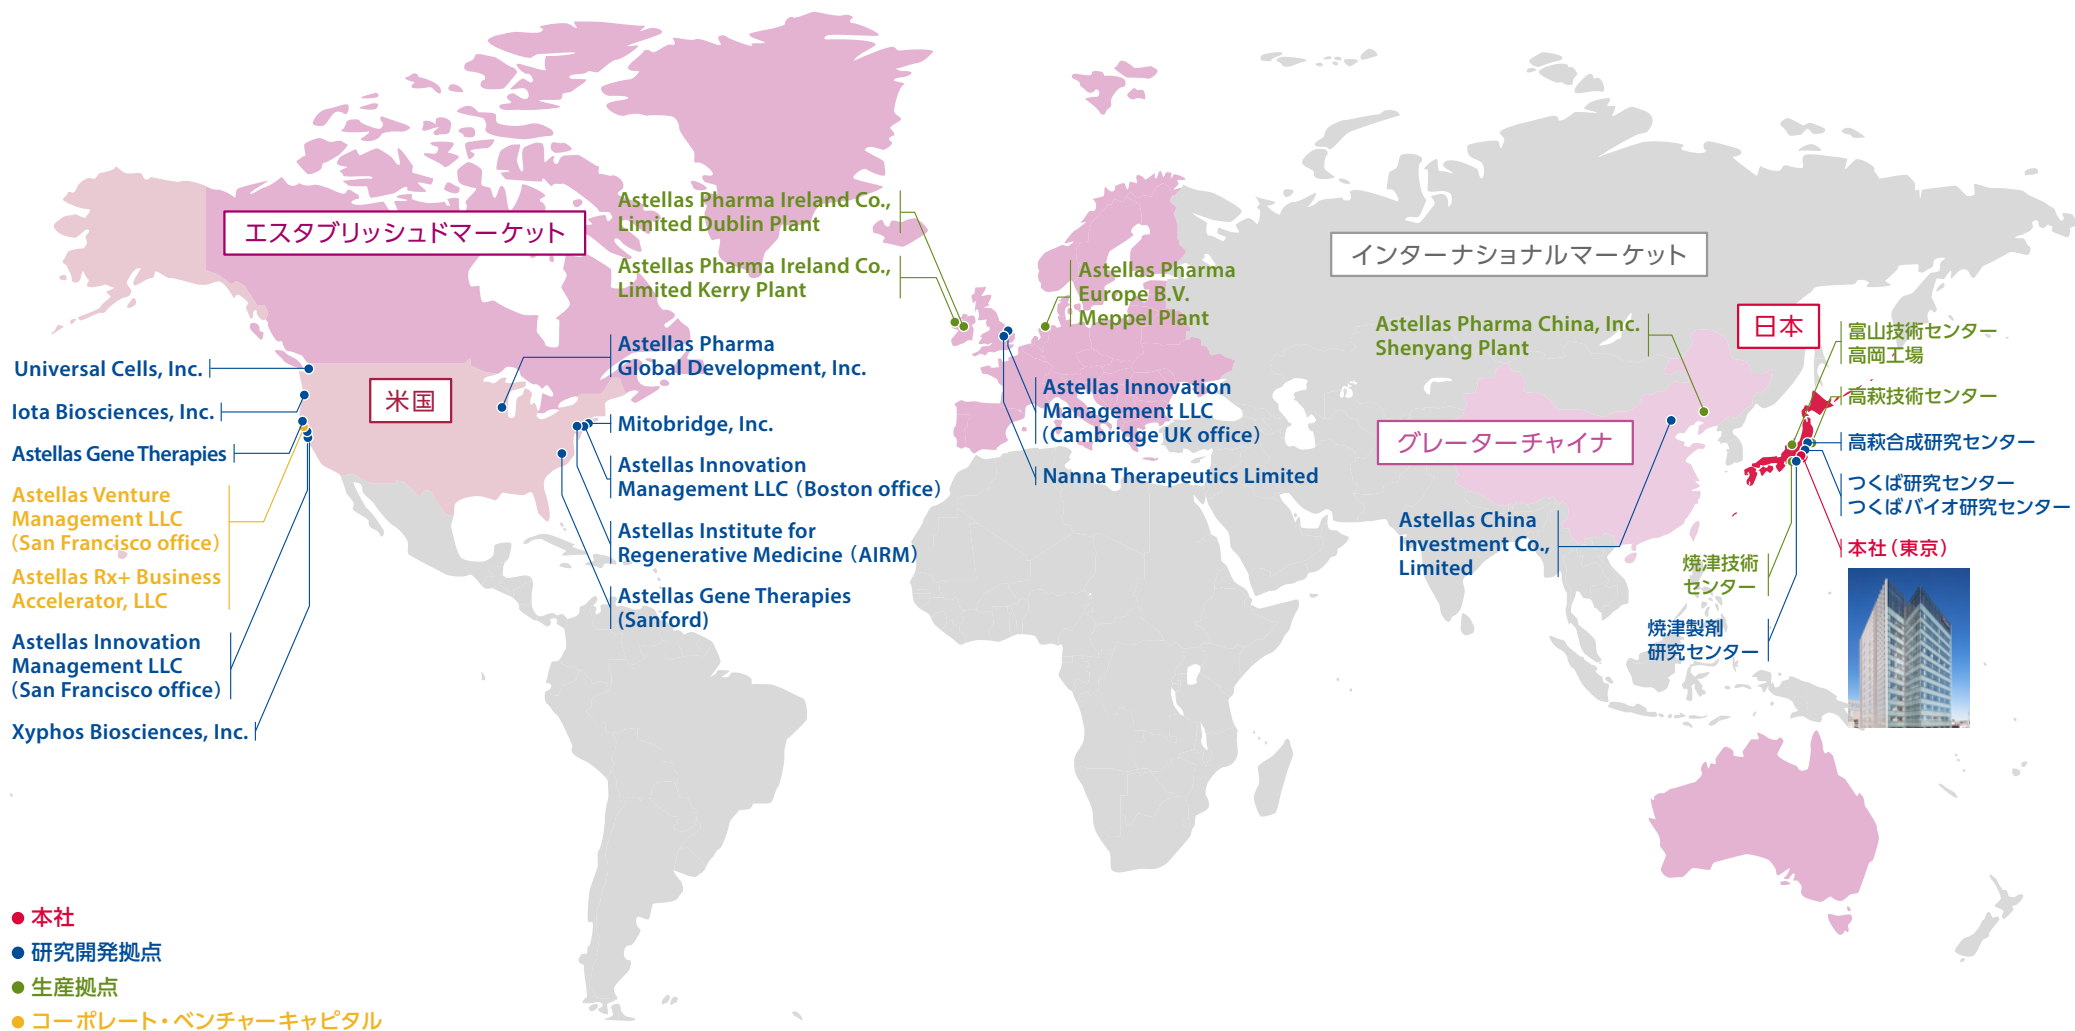 エスタブリッシュドマーケット
米国
Universal Cells, Inc.
Iota Biosciences, Inc.
Astellas Gene Therapies
Astellas Venture
Management LLC
(San Francisco office)
Astellas Rx+ Business
Accelerator, LLC
Astellas Innovation
Management LLC
(San Francisco office)
Xyphos Biosciences, Inc.
Astellas Pharma Ireland Co.,
Limited Dublin Plant
Astellas Pharma Ireland Co.,
Limited Kerry Plant
Astellas Pharma
Global Development, Inc.
Mitobridge, Inc.
Astellas Innovation
Management LLC (Boston office)
Astellas Institute for
Regenerative Medicine (AIRM)
Astellas Gene Therapies
(Sanford)
Astellas Pharma
Europe B.V.
Meppel Plant
Astellas Innovation
Management LLC
(Cambridge UK office)
Nanna Therapeutics Limited
インターナショナルマーケット
Astellas Pharma China, Inc.
Shenyang Plant
グレーターチャイナ
Astellas China
Investment Co.,
Limited
日本
富山技術センター
高岡工場
高萩技術センター
高萩合成研究センター
つくば研究センター
つくばバイオ研究センター
本社(東京)
焼津技術
センター
焼津製剤
研究センター
本社
研究開発拠点
生産拠点
コーポレート・ベンチャーキャピタル